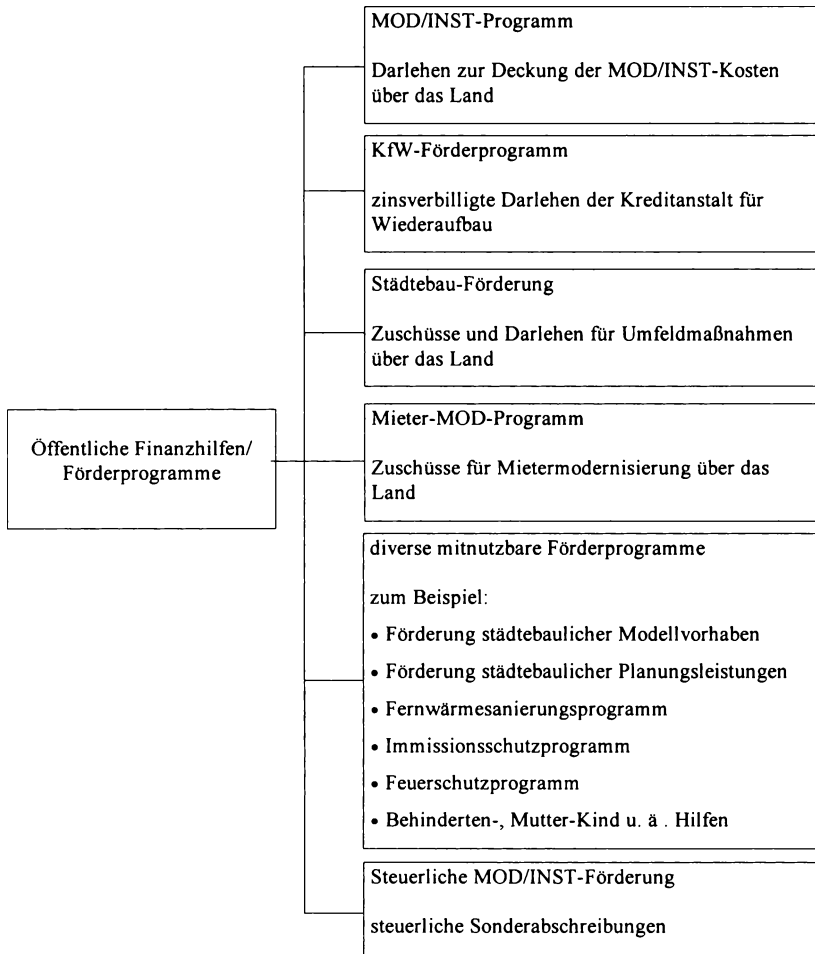 MOD/INST-Programm
Darlehen zur Deckung der MOD/INST-Kosten
über das Land
KfW-Förderprogramm
zinsverbilligte Darlehen der Kreditanstalt für
Wiederaufbau
Städtebau-Förderung
Zuschüsse und Darlehen für Umfeldmaßnahmen
über das Land
Öffentliche Finanzhilfen/
Förderprogramme
Mieter-MOD-Programm
Zuschüsse für Mietermodernisierung über das
Land
diverse mitnutzbare Förderprogramme
zum Beispiel:
• Förderung städtebaulicher Modellvorhaben
• Förderung städtebaulicher Planungsleistungen
• Fernwärmesanierungsprogramm
• Immissionsschutzprogramm
• Feuerschutzprogramm
• Behinderten-, Mutter-Kind u. ä . Hilfen
Steuerliche MOD/INST-Förderung
steuerliche Sonderabschreibungen